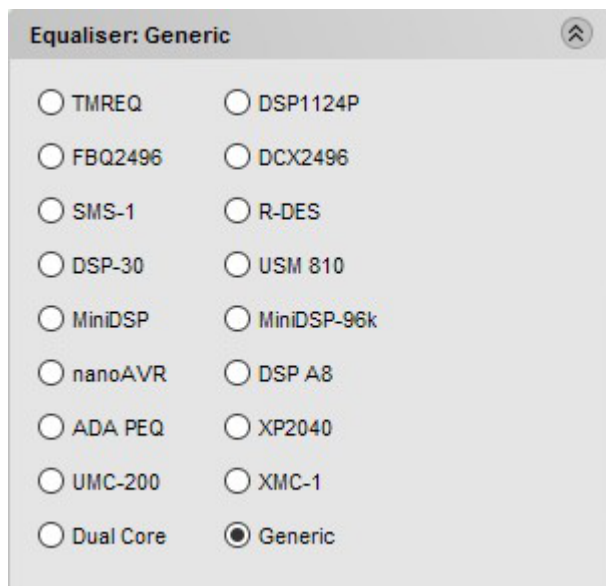 Equaliser: Generic
TMREQ DSP1124P
FBQ2496 DCX2496
SMS-1 R-DES
DSP-30 USM 810
MiniDSP MiniDSP-96k
nanoAVR DSP A8
ADA PEQ XP2040
UMC-200 XMC-1
Dual Core Generic